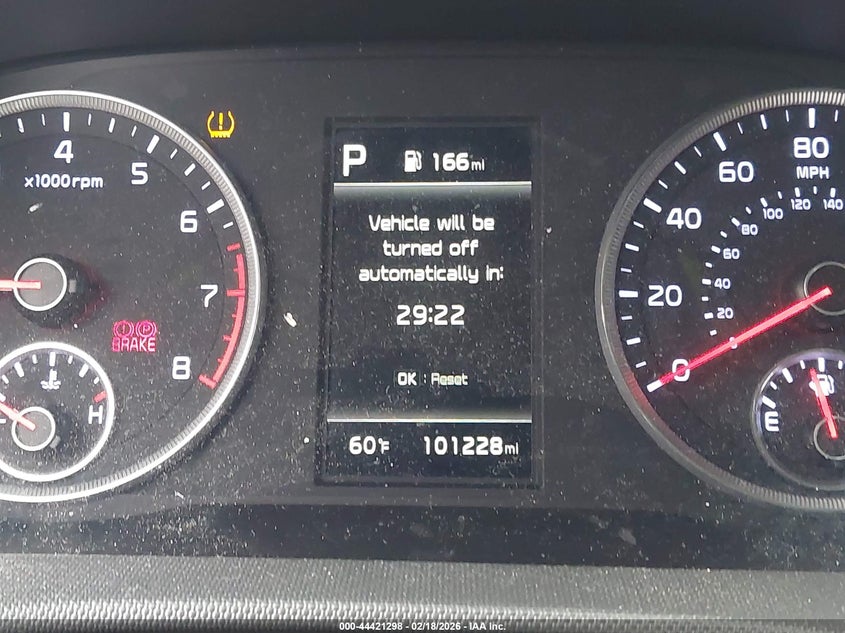 4
x1000rpm
5
6
7
8
BRAKE
H
P
166mi
Vehicle will be
turned off
automatically in:
29:22
OK : Reset
60°F
101228mi
80
MPH
60
40
20
0
140
120
100
80
60
40
20
E
000-44421298 - 02/18/2026 - IAA Inc.